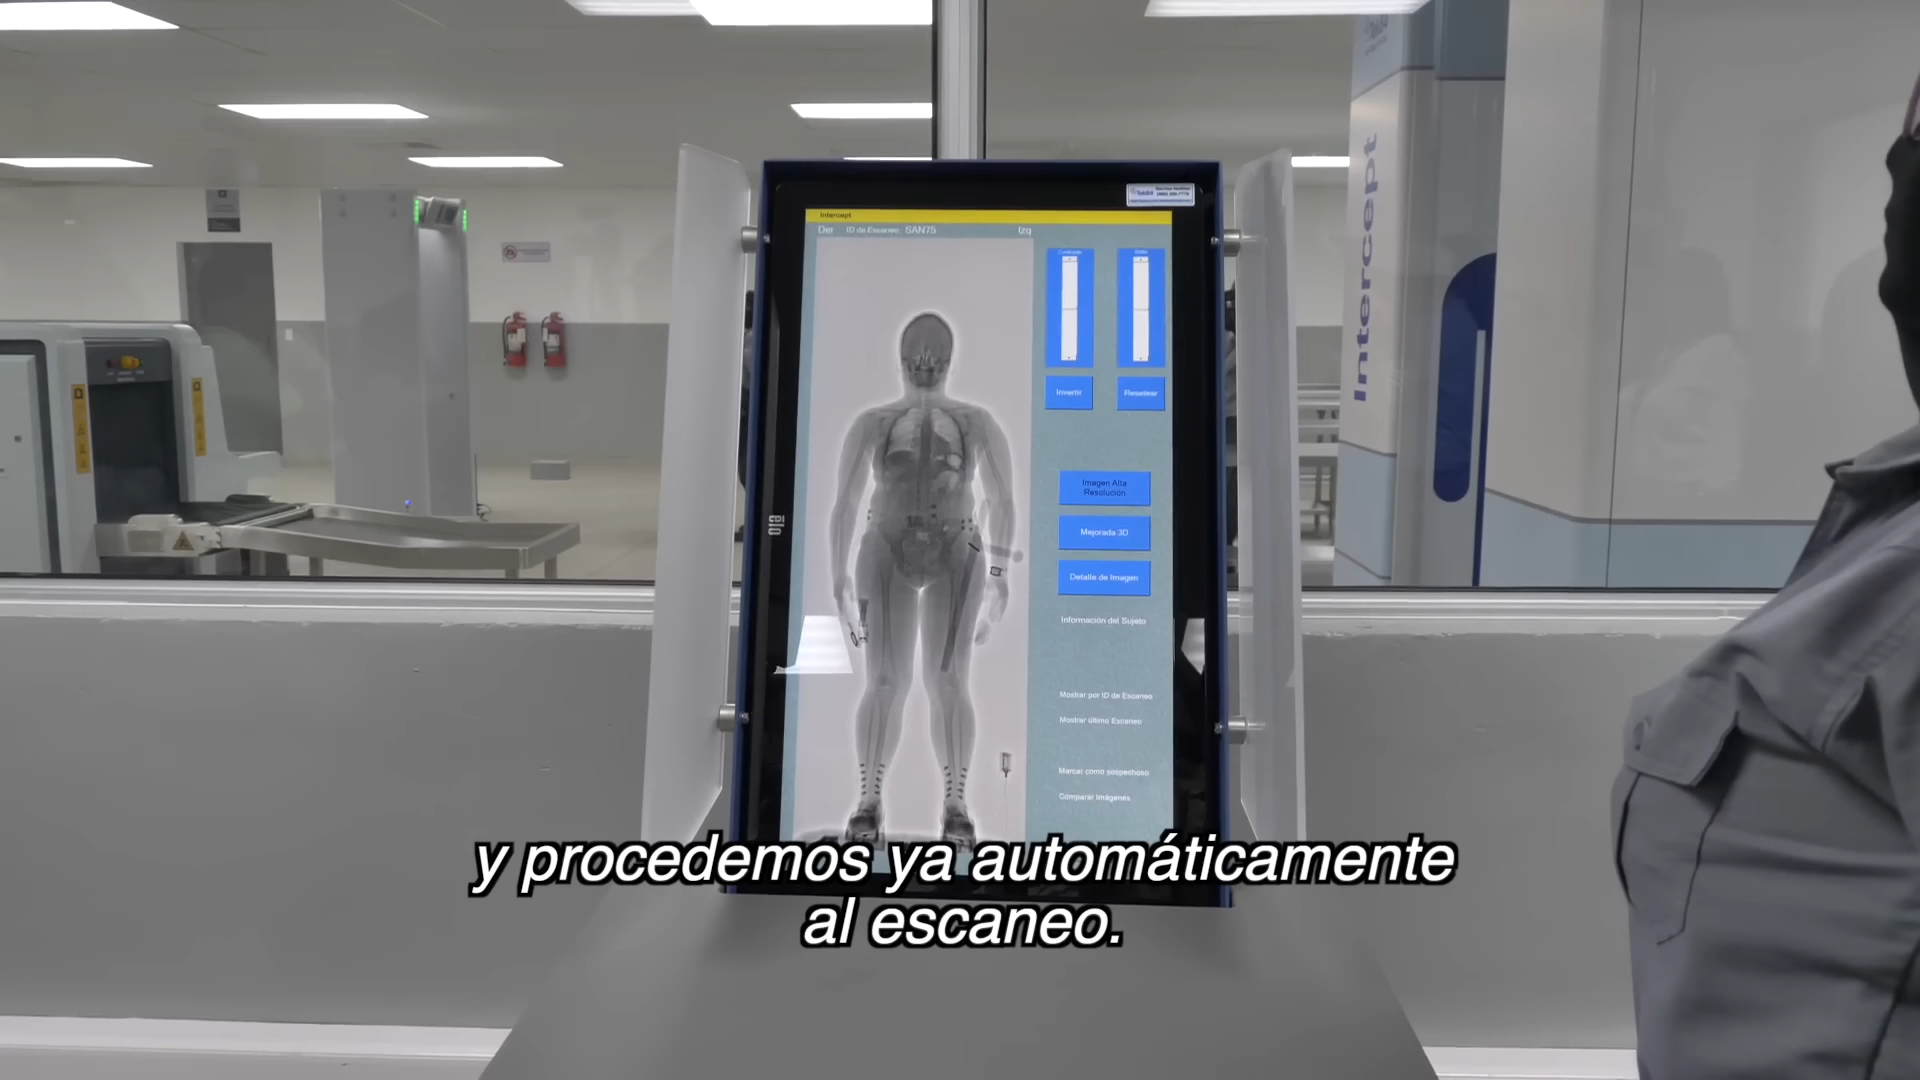 Intercept
Der ID de Escaneo: SAN75 Izq
Invertir
Resetear
Imagen Alta
Resolución
Mejorada 3D
Detalle de Imagen
Información del Sujeto
Mostrar por ID de Escaneo
Mostrar último Escaneo
Marcar como sospechoso
Comparar Imágenes
elo
Intercept
y procedemos ya automáticamente
al escaneo.